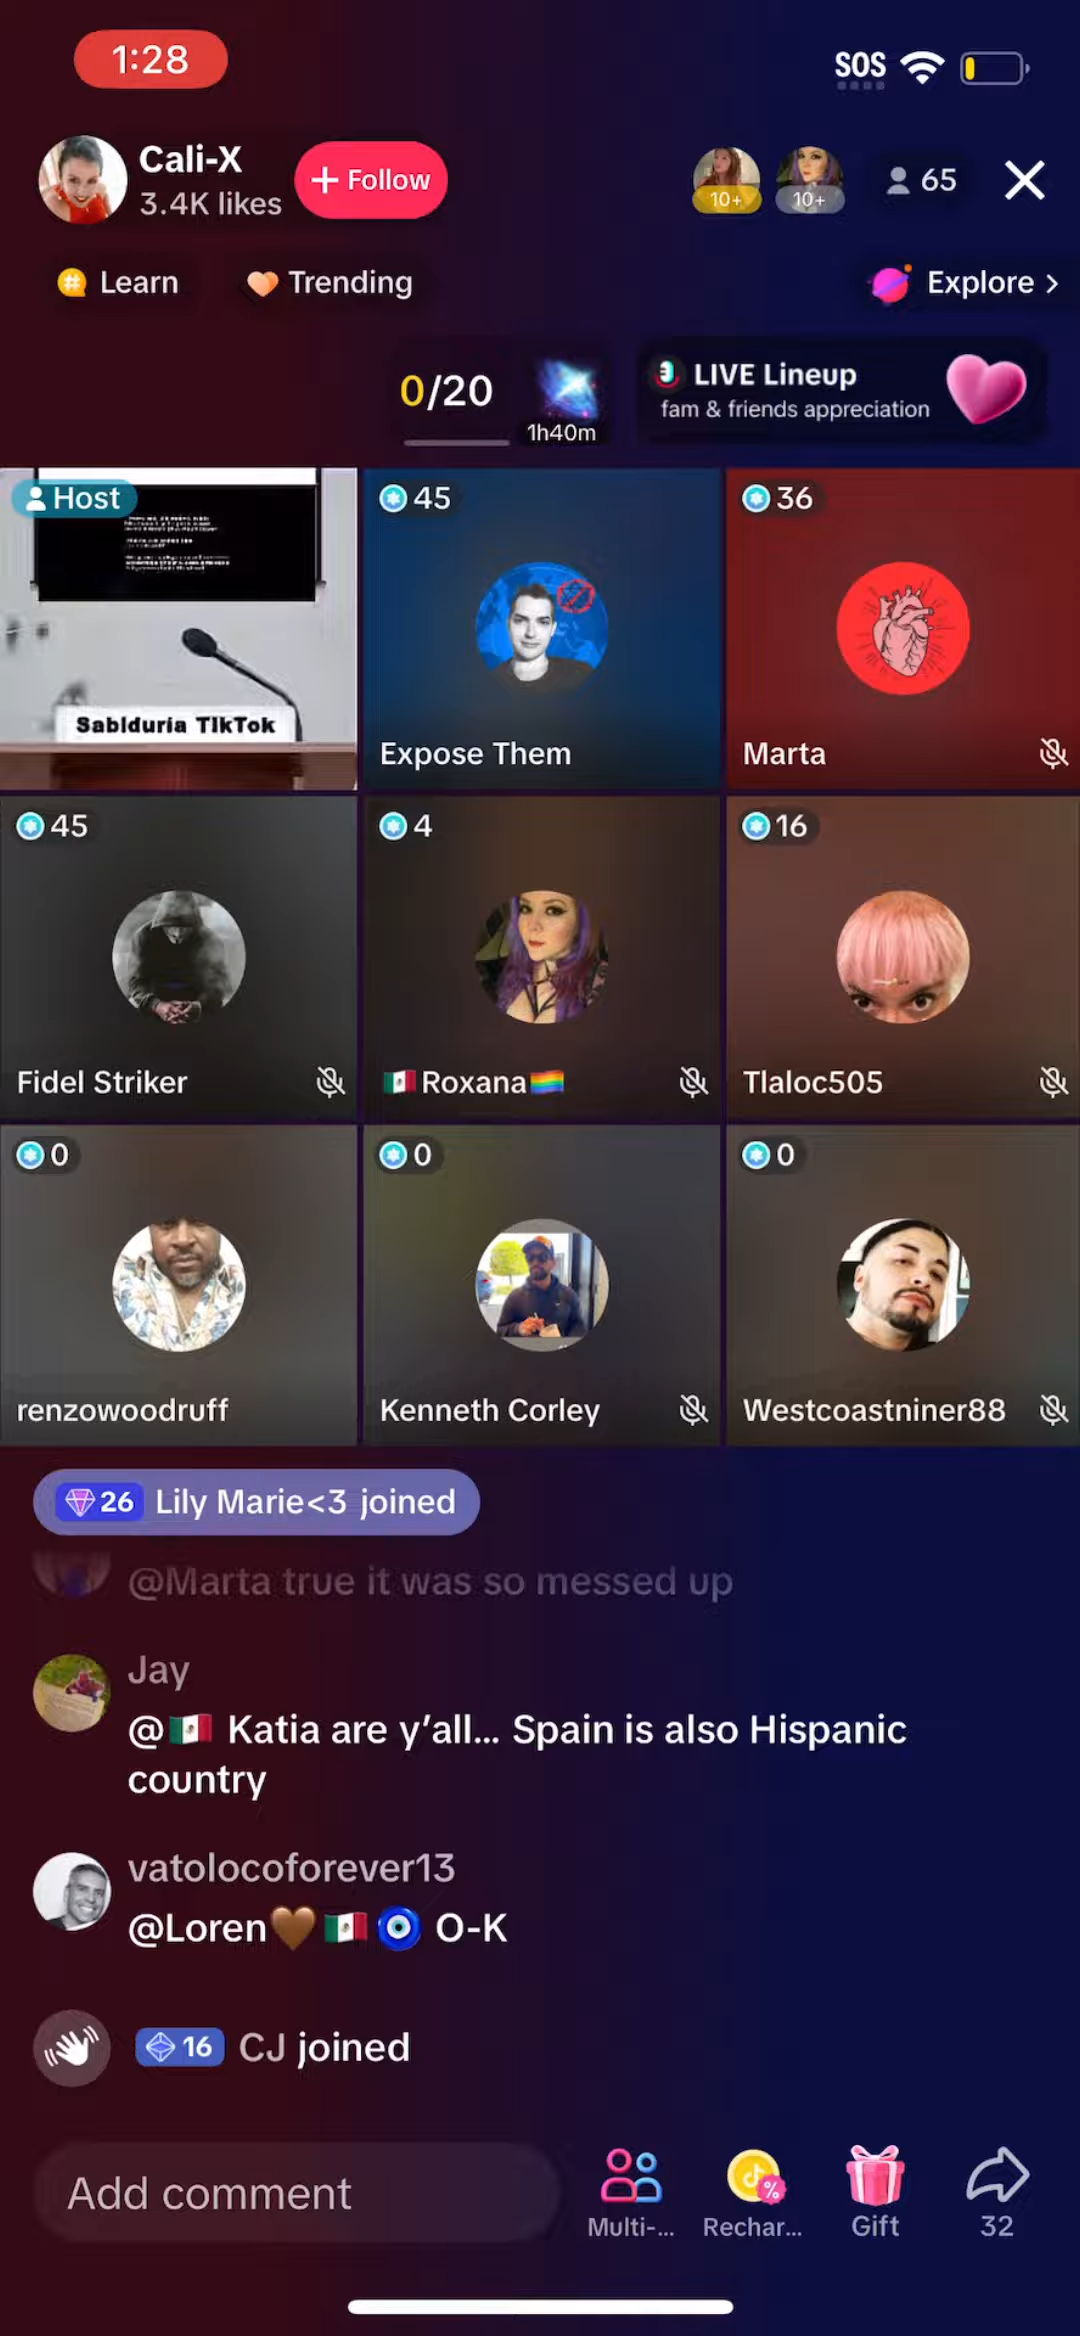 1:28
SOS
Cali-X
3.4K likes
+ Follow
10+
10+
65
Learn
Trending
Explore >
0/20
1h40m
LIVE Lineup
fam & friends appreciation
Host
Sabiduria TikTok
45
Expose Them
36
Marta
45
Fidel Striker
4
🇲🇽Roxana🏳️‍🌈
16
Tlaloc505
0
renzowoodruff
0
Kenneth Corley
0
Westcoastniner88
26 Lily Marie<3 joined
@Marta true it was so messed up
Jay
@🇲🇽 Katia are y'all... Spain is also Hispanic
country
vatolocoforever13
@Loren🤎🇲🇽🧿 O-K
16 CJ joined
Add comment
Multi-...
Rechar...
Gift
32